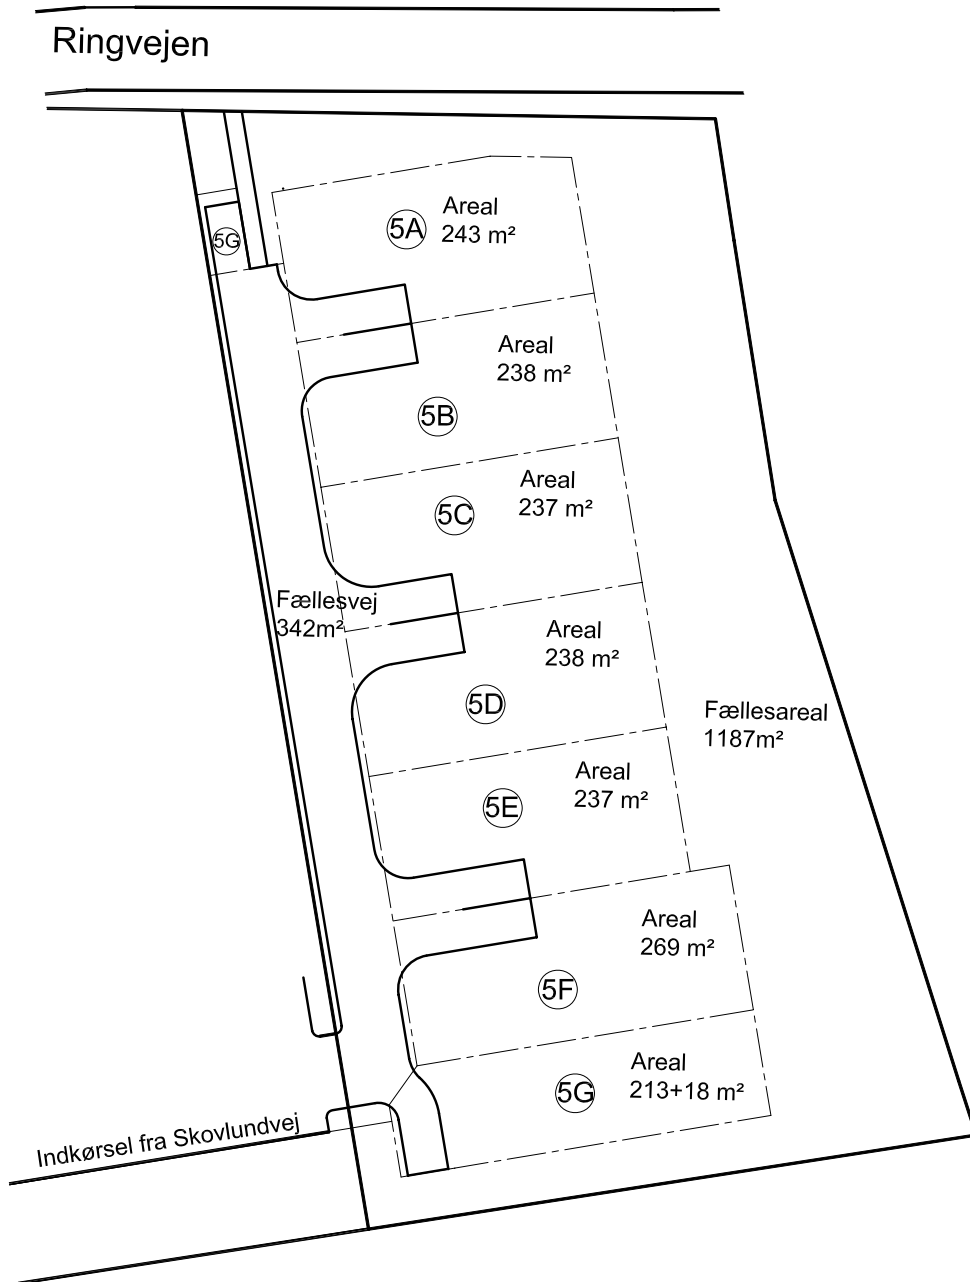 Ringvejen
Areal
5A
243 m²
5G
Areal
238 m²
5B
Areal
237 m²
5C
Fællesvej
342m²
Areal
238 m²
5D
Fællesareal
1187m²
Areal
237 m²
5E
Areal
269 m²
5F
Areal
213+18 m²
5G
Indkørsel fra Skovlundvej